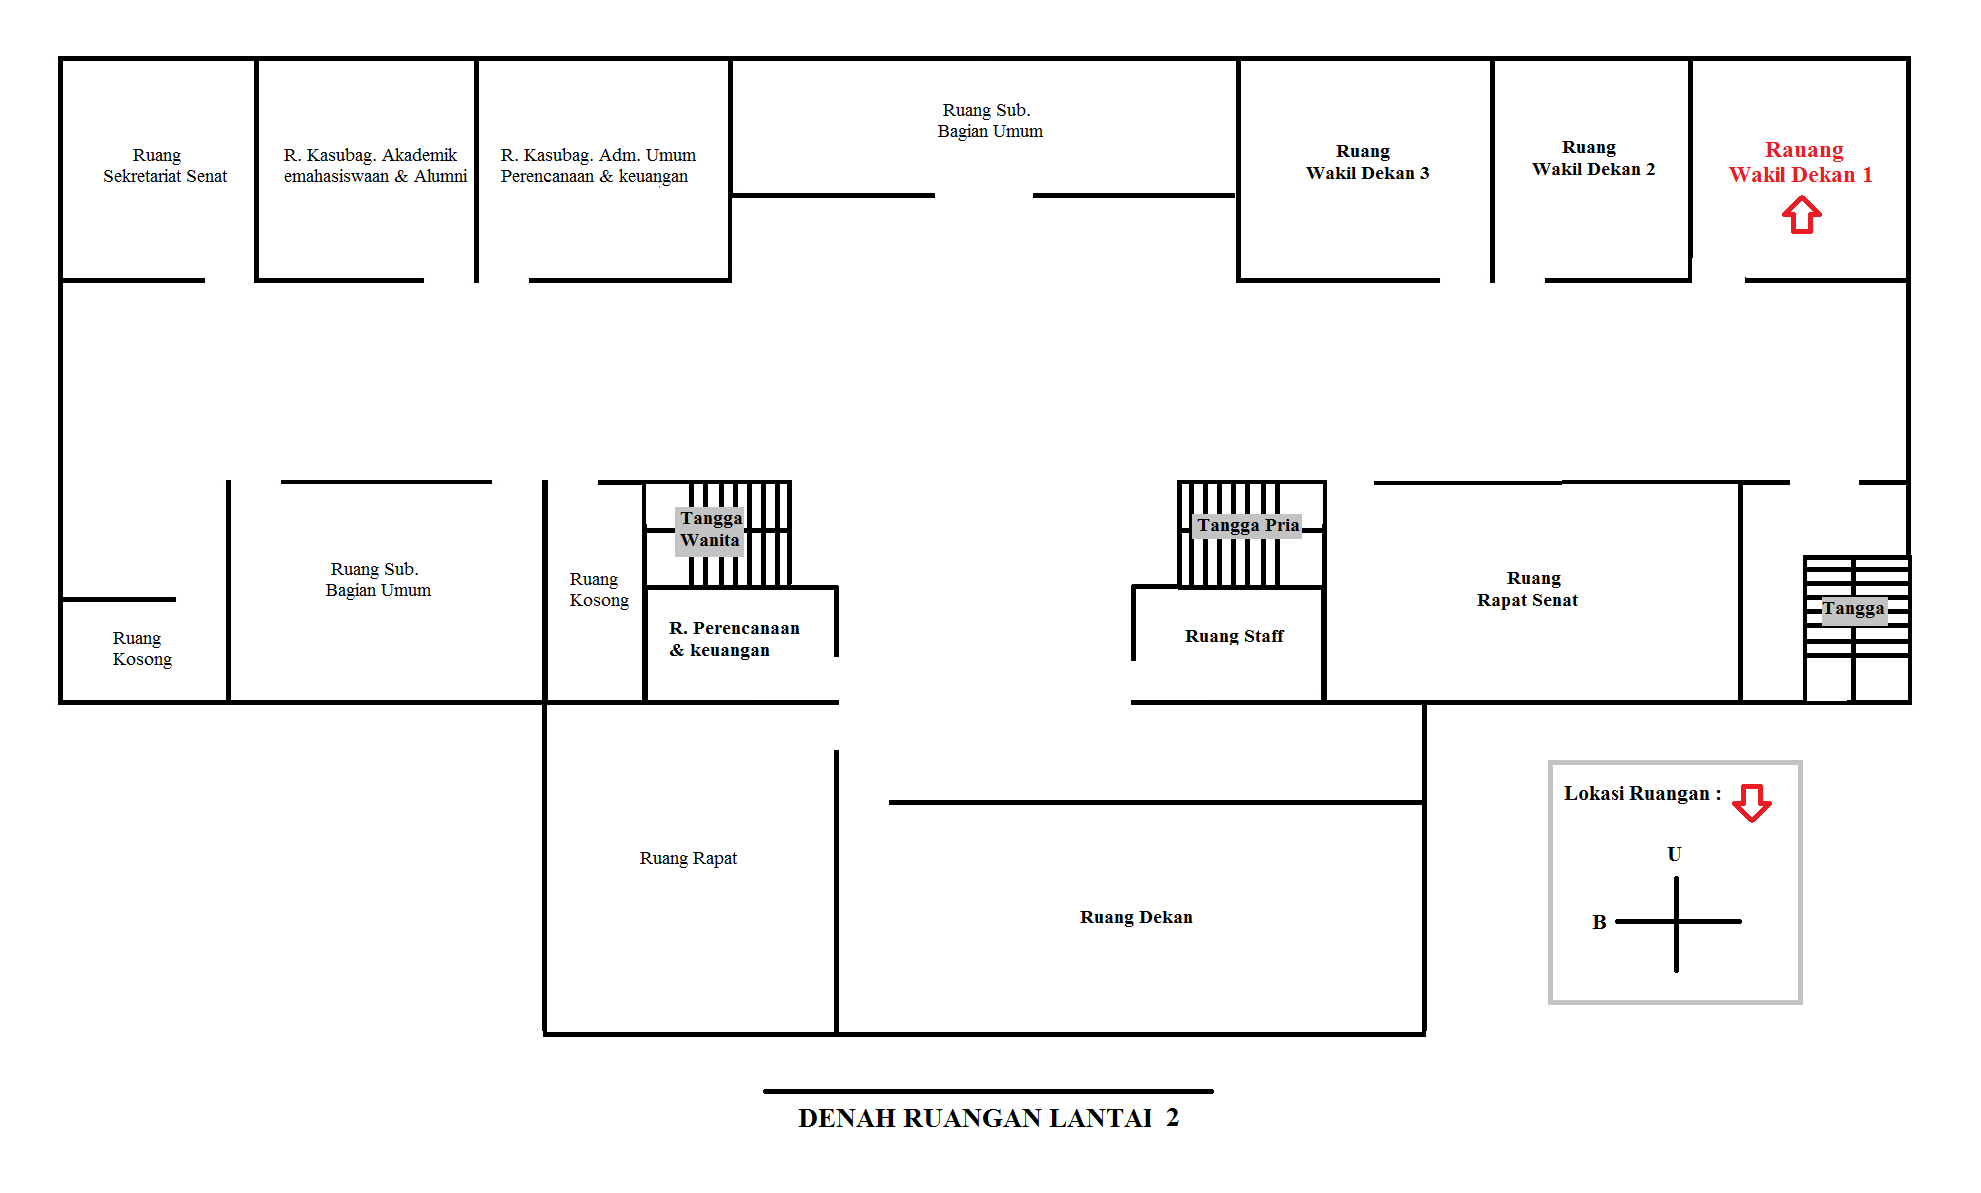 Ruang
Sekretariat Senat
R. Kasubag. Akademik
emahasiswaan & Alumni
R. Kasubag. Adm. Umum
Perencanaan & keuangan
Ruang Sub.
Bagian Umum
Ruang
Wakil Dekan 3
Ruang
Wakil Dekan 2
Rauang
Wakil Dekan 1
Tangga
Wanita
Tangga Pria
Ruang Sub.
Bagian Umum
Ruang
Kosong
Ruang
Rapat Senat
Tangga
Ruang
Kosong
R. Perencanaan
& keuangan
Ruang Staff
Ruang Rapat
Ruang Dekan
Lokasi Ruangan :
U
B
DENAH RUANGAN LANTAI 2